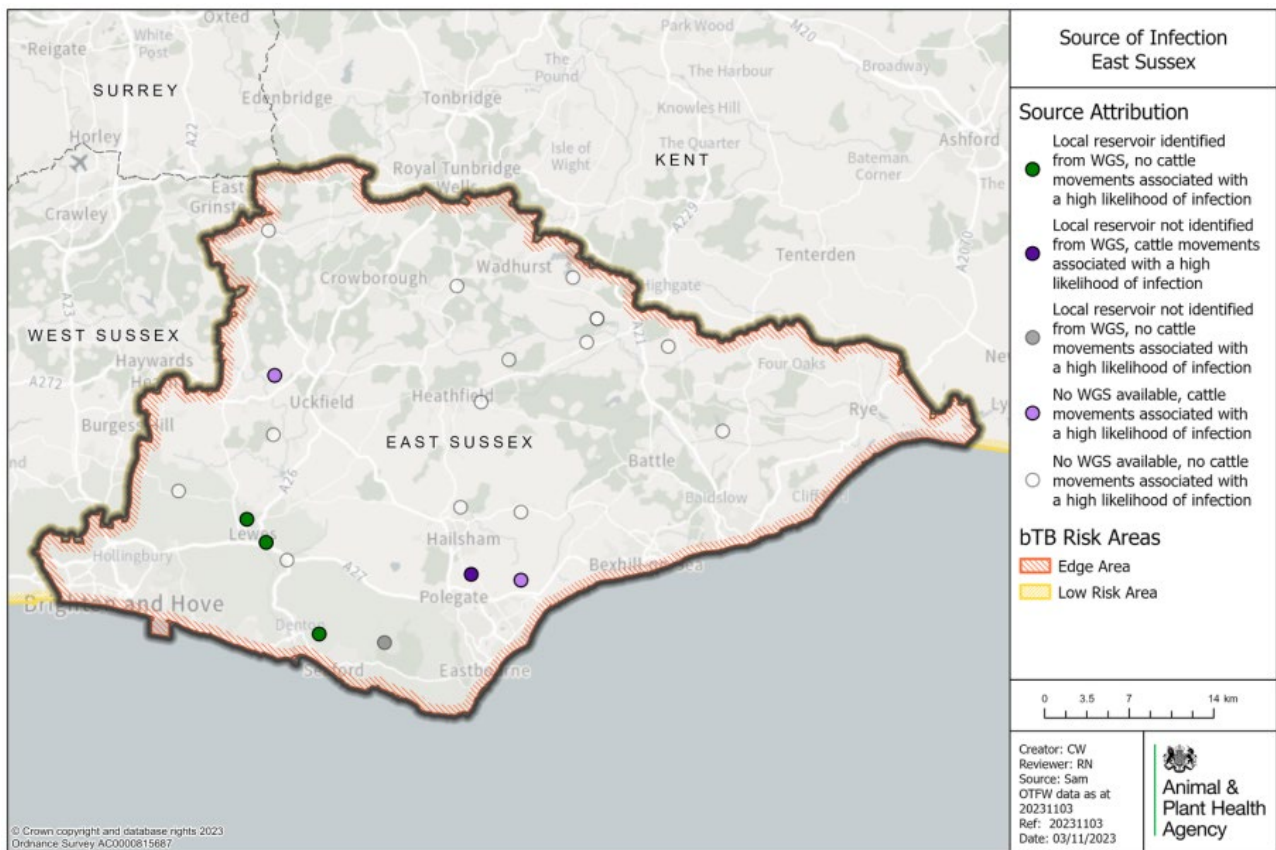 Oxted
Reigate
White
Post
Park Wood
M20
Broadway
The
Pound
The Harbour
SURREY
Edenbridge
Tonbridge
Knowles Hill
Ashford
Horley
A22
Isle of
Wight
The Quarter
KENT
Bateman
Corner
The
Royal Tunbridge
Wells
East
Grinstead
Crawley
A229
A2070
Tenterden
Crowborough
Wadhurst
Highgate
A23
WEST SUSSEX
Haywards
A21
Four Oaks
A272
Uckfield
Heathfield
Rye
Burgess Hill
EAST SUSSEX
Battle
A26
Baldslow
Lewes
Hailsham
Hollingbury
A27
Bexhill-on-Sea
Polegate
Brighton and Hove
Denton
Seaford
Eastbourne
© Crown copyright and database rights 2023
Ordnance Survey AC0000815687
Source of Infection
East Sussex
Source Attribution
Local reservoir identified
from WGS, no cattle
movements associated with
a high likelihood of infection
Local reservoir not identified
from WGS, cattle movements
associated with a high
likelihood of infection
Local reservoir not identified
from WGS, no cattle
movements associated with
a high likelihood of infection
No WGS available, cattle
movements associated with
a high likelihood of infection
No WGS available, no cattle
movements associated with
a high likelihood of infection
bTB Risk Areas
Edge Area
Low Risk Area
0 3.5 7 14 km
Creator: CW
Reviewer: RN
Source: Sam
OTFW data as at
20231103
Ref: 20231103
Date: 03/11/2023
Animal &
Plant Health
Agency